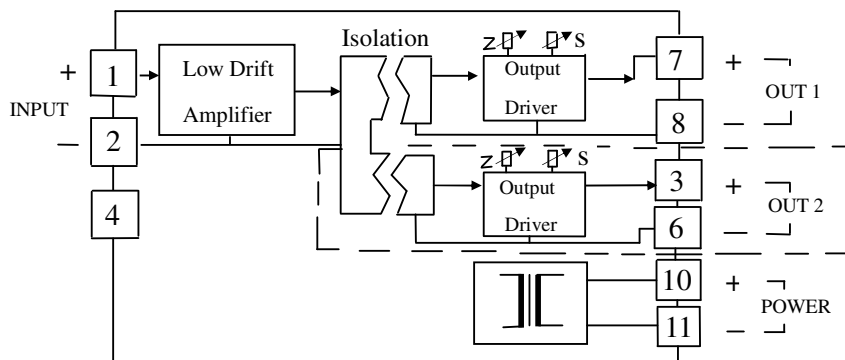 Isolation
Z S
+ 1 Low Drift Amplifier Output Driver 7 +
INPUT OUT 1
− 2 8 −
Z S
4 Output Driver 3 +
OUT 2
6 −
10 +
POWER
11 −